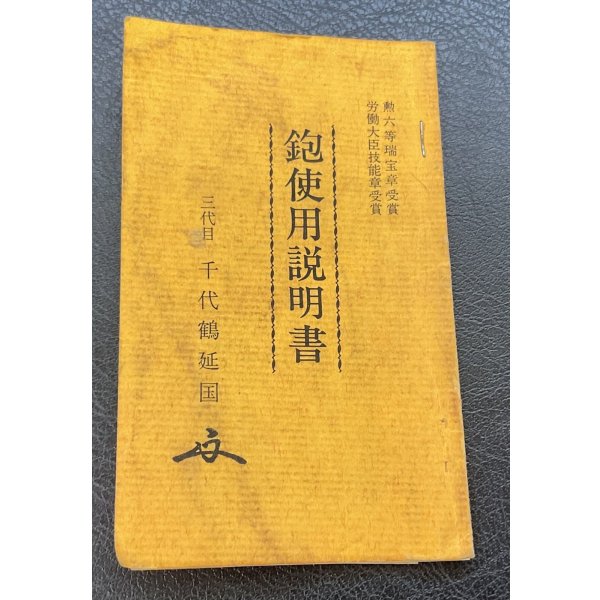 勲六等瑞宝章受賞
労働大臣技能章受賞
鉋使用説明書
三代目 千代鶴延国